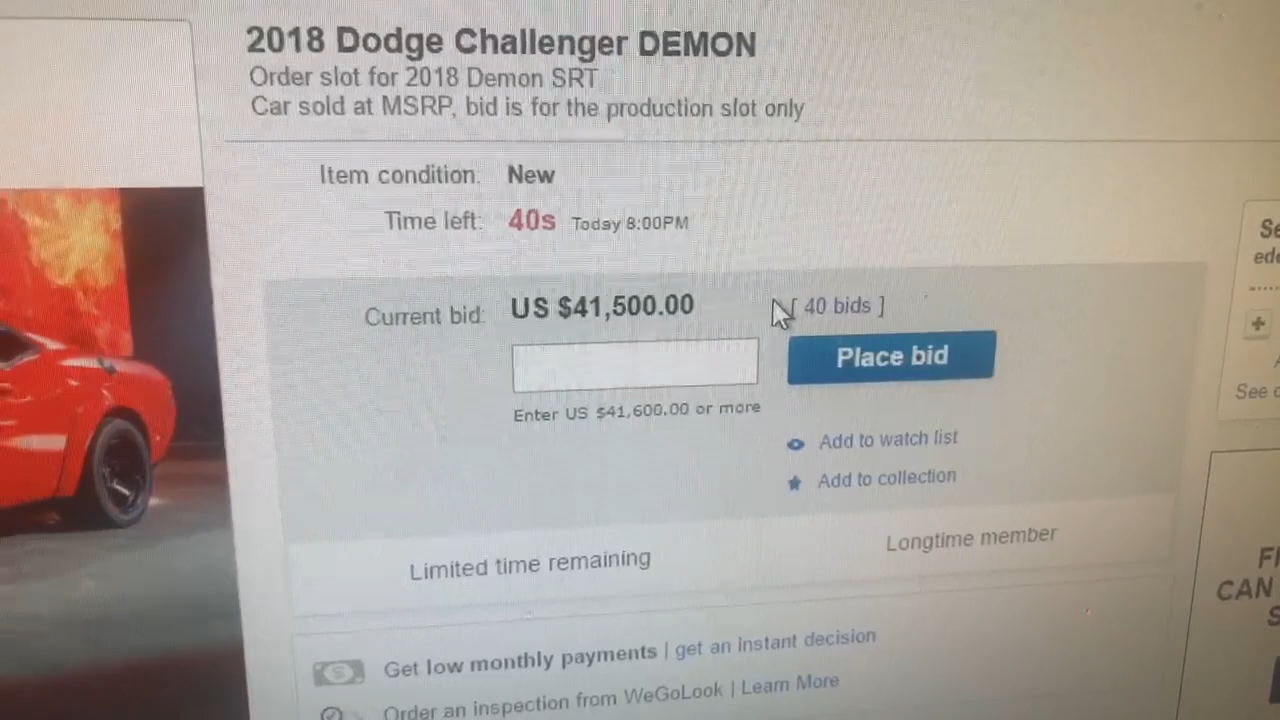 2018 Dodge Challenger DEMON
Order slot for 2018 Demon SRT
Car sold at MSRP, bid is for the production slot only
Item condition: New
Time left: 40s Today 8:00PM
Current bid: US $41,500.00 [ 40 bids ]
Place bid
Enter US $41,600.00 or more
Add to watch list
Add to collection
See
Limited time remaining
Longtime member
CAN
Get low monthly payments | get an instant decision
Order an inspection from WeGoLook | Learn More